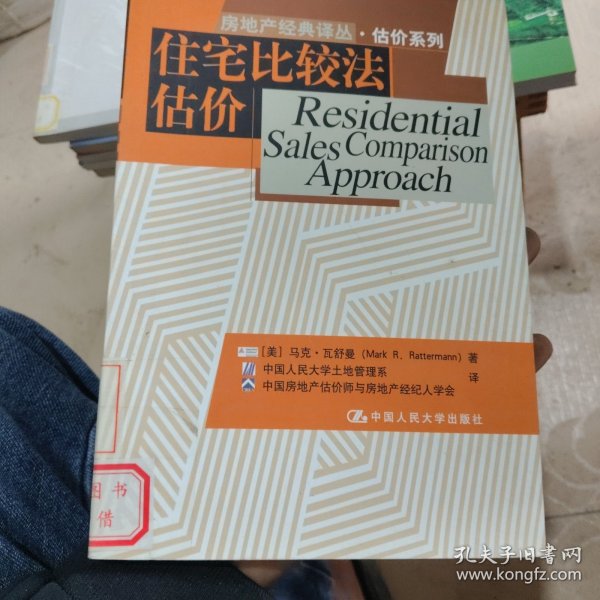 房地产经典译丛·估价系列
住宅比较法
估价
Residential
Sales Comparison
Approach
[美] 马克·瓦舒曼 (Mark R. Rattermann) 著
中国人民大学土地管理系
中国房地产估价师与房地产经纪人学会
译
中国人民大学出版社
图书
借
孔夫子旧书网
www.kongfz.com